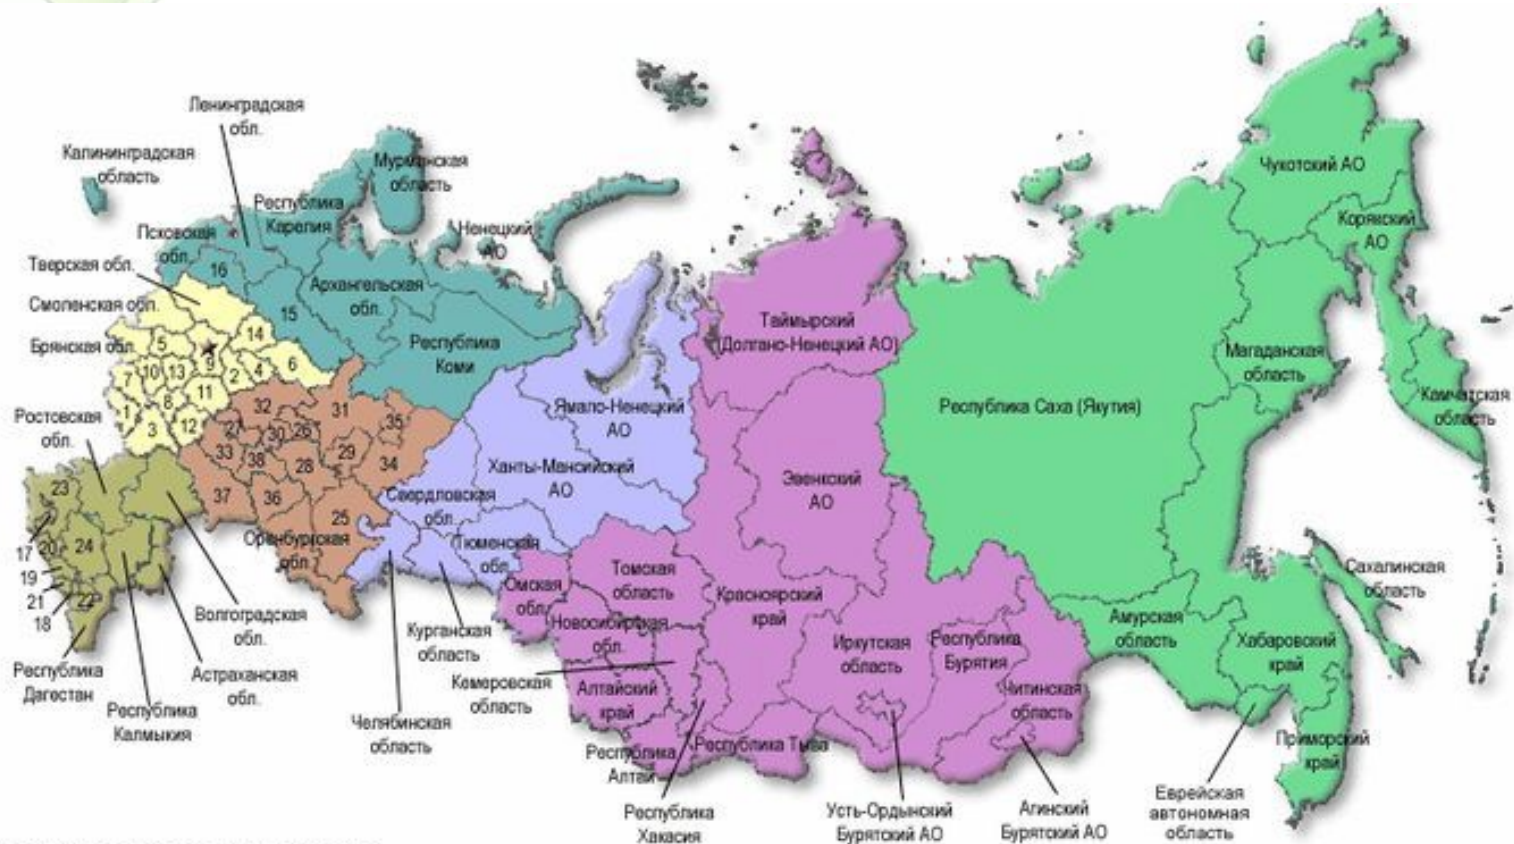 Ленинградская
обл.
Калининградская
область
Мурманская
область
Республика
Карелия
Ненецкий
АО
Псковская
обл.
Тверская обл.
16
Архангельская
обл.
Смоленская обл.
15
14
Брянская обл.
5
Республика
Коми
9
6
7
10
13
2
4
11
1
8
3
12
Ростовская
обл.
32
31
35
27
30
26
33
38
28
29
34
37
36
25
Оренбургская
обл.
23
17
20
24
19
21
22
18
Республика
Дагестан
Республика
Калмыкия
Астраханская
обл.
Волгоградская
обл.
Ямало-Ненецкий
АО
Ханты-Мансийский
АО
Свердловская
обл.
Тюменская
обл.
Курганская
область
Челябинская
область
Таймырский
(Долгано-Ненецкий АО)
Эвенкский
АО
Омская
обл.
Томская
область
Красноярский
край
Новосибирская
обл.
Кемеровская
область
Алтайский
край
Республика
Алтай
Республика Тыва
Республика
Хакасия
Иркутская
область
Республика
Бурятия
Читинская
область
Усть-Ордынский
Бурятский АО
Агинский
Бурятский АО
Чукотский АО
Корякский
АО
Магаданская
область
Камчатская
область
Республика Саха (Якутия)
Сахалинская
область
Амурская
область
Хабаровский
край
Приморский
край
Еврейская
автономная
область